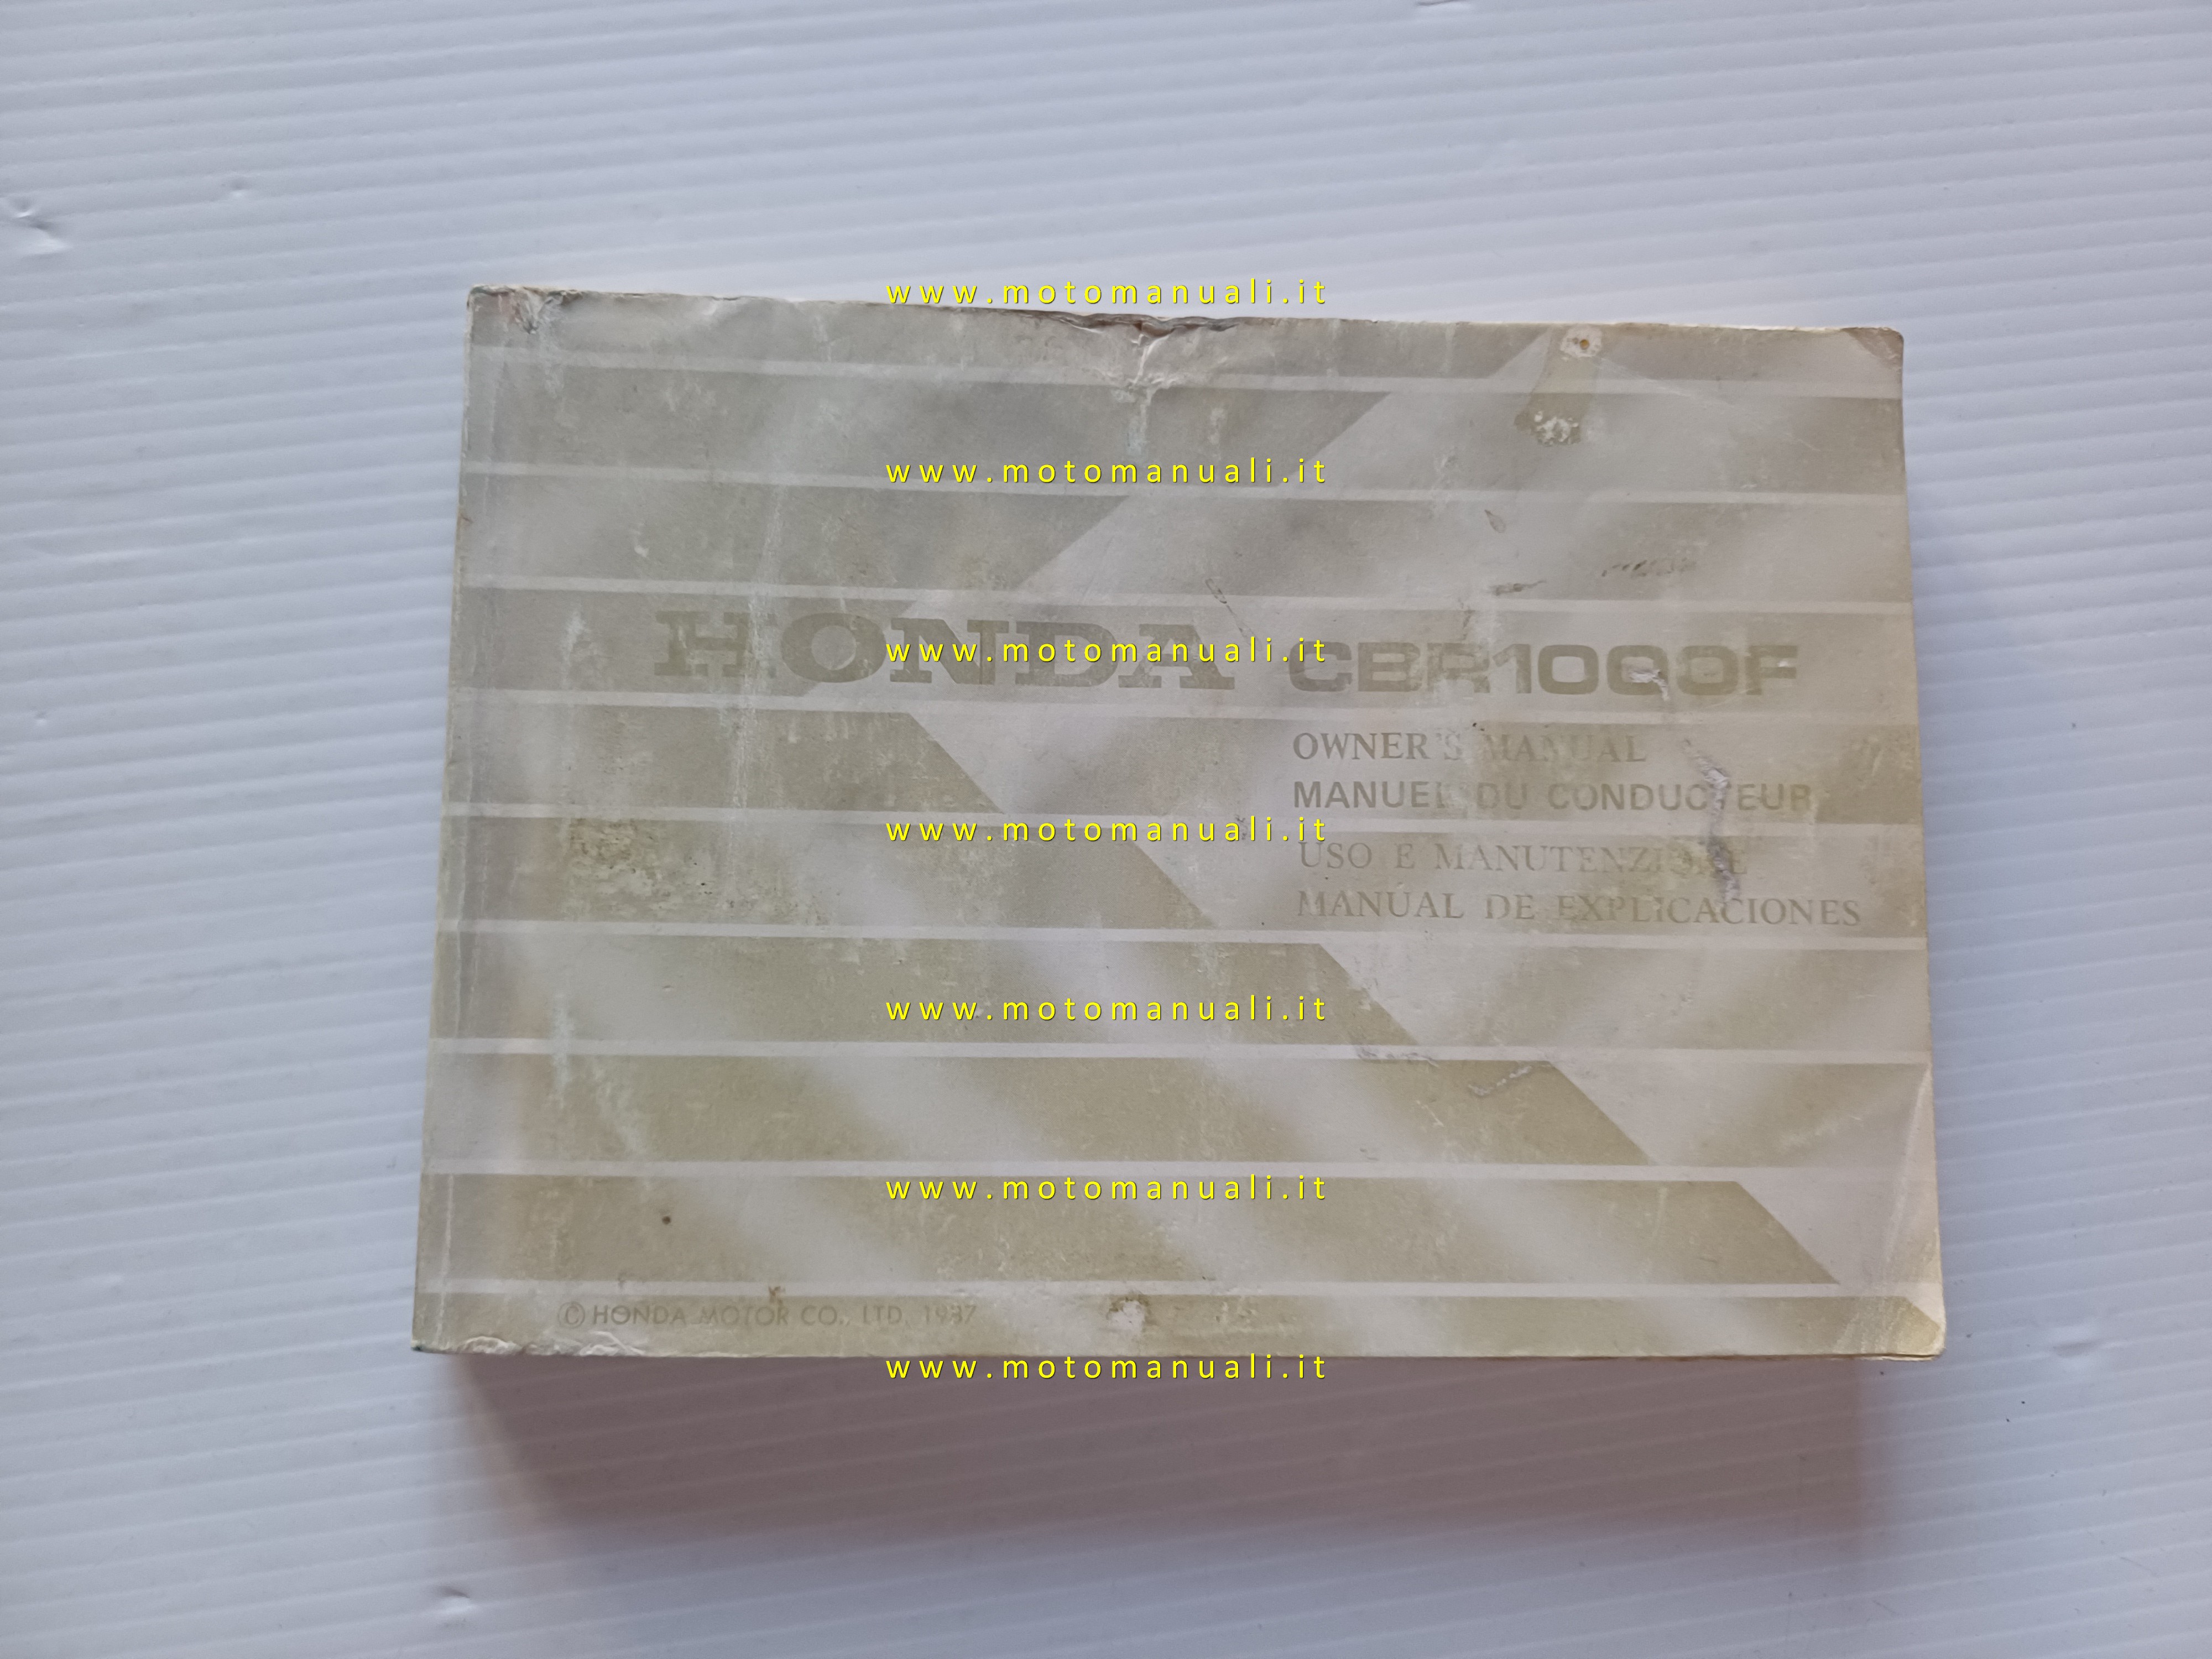 www.motomanuali.it
www.motomanuali.it
HONDA CBR1000F
www.motomanuali.it
OWNER'S MANUAL
MANUEL DU CONDUCTEUR
www.motomanuali.it
USO E MANUTENZIONE
MANUAL DE EXPLICACIONES
www.motomanuali.it
www.motomanuali.it
© HONDA MOTOR CO., LTD. 1987
www.motomanuali.it